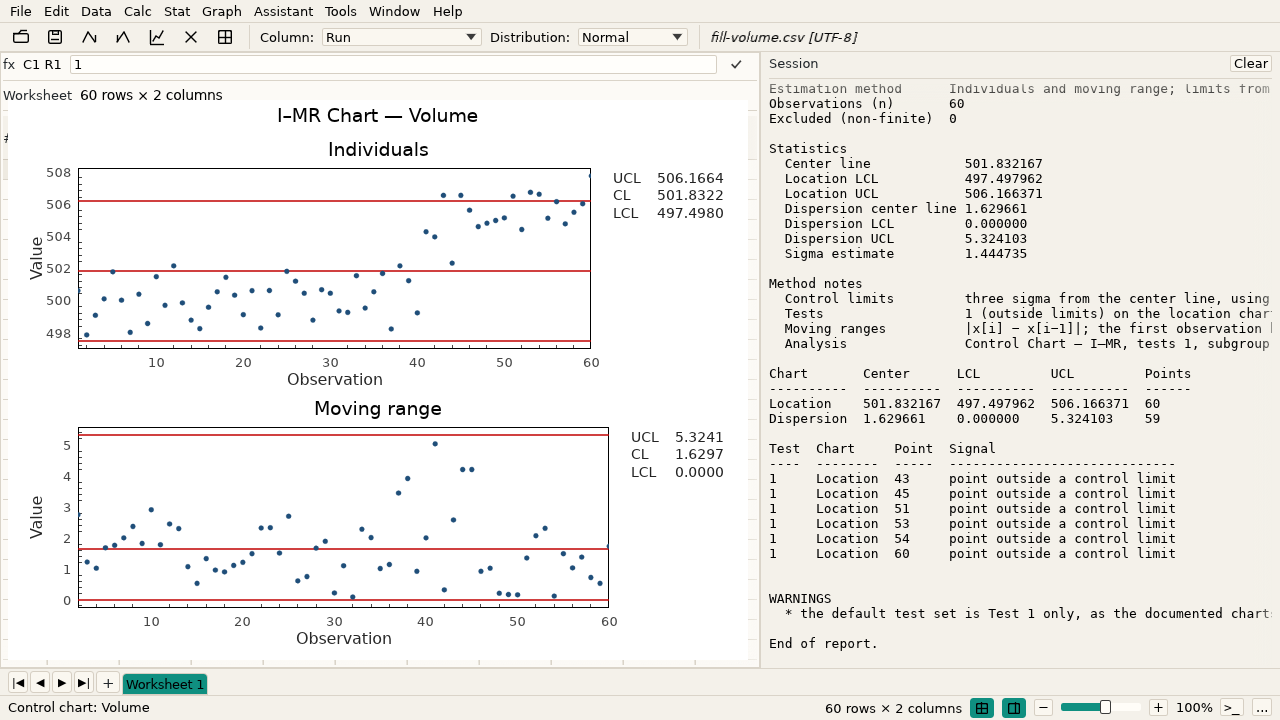 File Edit Data Calc Stat Graph Assistant Tools Window Help
Column: Run Distribution: Normal fill-volume.csv [UTF-8]
fx C1 R1 1
Worksheet 60 rows × 2 columns
I–MR Chart — Volume
Individuals
508
506
504
502
500
498
Value
10 20 30 40 50 60
Observation
UCL 506.1664
CL 501.8322
LCL 497.4980
Moving range
5
4
3
2
1
0
Value
10 20 30 40 50 60
Observation
UCL 5.3241
CL 1.6297
LCL 0.0000
Session Clear
Estimation method Individuals and moving range; limits from
Observations (n) 60
Excluded (non-finite) 0
Statistics
Center line 501.832167
Location LCL 497.497962
Location UCL 506.166371
Dispersion center line 1.629661
Dispersion LCL 0.000000
Dispersion UCL 5.324103
Sigma estimate 1.444735
Method notes
Control limits three sigma from the center line, using
Tests 1 (outside limits) on the location char
Moving ranges |x[i] − x[i−1]|; the first observation
Analysis Control Chart — I–MR, tests 1, subgroup
Chart Center LCL UCL Points
---------- ---------- ---------- ---------- ------
Location 501.832167 497.497962 506.166371 60
Dispersion 1.629661 0.000000 5.324103 59
Test Chart Point Signal
---- -------- ----- -----------------------------
1 Location 43 point outside a control limit
1 Location 45 point outside a control limit
1 Location 51 point outside a control limit
1 Location 53 point outside a control limit
1 Location 54 point outside a control limit
1 Location 60 point outside a control limit
WARNINGS
* the default test set is Test 1 only, as the documented chart
End of report.
Worksheet 1
Control chart: Volume 60 rows × 2 columns 100% >_ ...